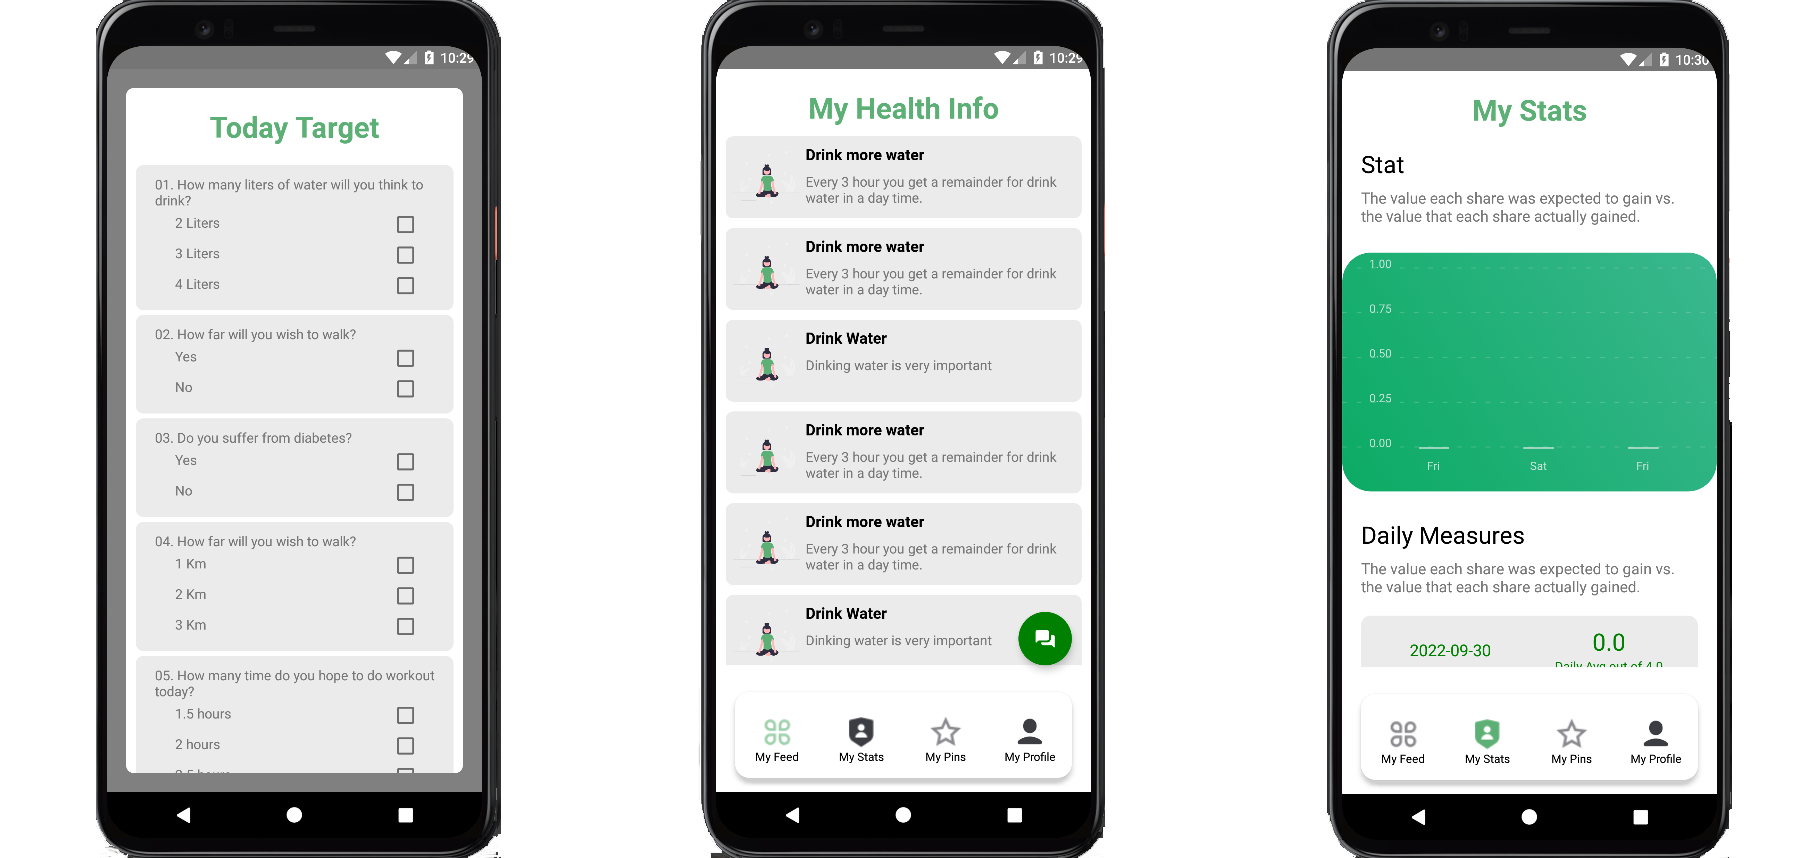 10:29
Today Target
01. How many liters of water will you think to
drink?
2 Liters
3 Liters
4 Liters
02. How far will you wish to walk?
Yes
No
03. Do you suffer from diabetes?
Yes
No
04. How far will you wish to walk?
1 Km
2 Km
3 Km
05. How many time do you hope to do workout
today?
1.5 hours
2 hours
10:29
My Health Info
Drink more water
Every 3 hour you get a remainder for drink
water in a day time.
Drink more water
Every 3 hour you get a remainder for drink
water in a day time.
Drink Water
Dinking water is very important
Drink more water
Every 3 hour you get a remainder for drink
water in a day time.
Drink more water
Every 3 hour you get a remainder for drink
water in a day time.
Drink Water
Dinking water is very important
My Feed
My Stats
My Pins
My Profile
10:30
My Stats
Stat
The value each share was expected to gain vs.
the value that each share actually gained.
1.00
0.75
0.50
0.25
0.00
Fri
Sat
Fri
Daily Measures
The value each share was expected to gain vs.
the value that each share actually gained.
2022-09-30
0.0
Daily Avg out of 4.0
My Feed
My Stats
My Pins
My Profile